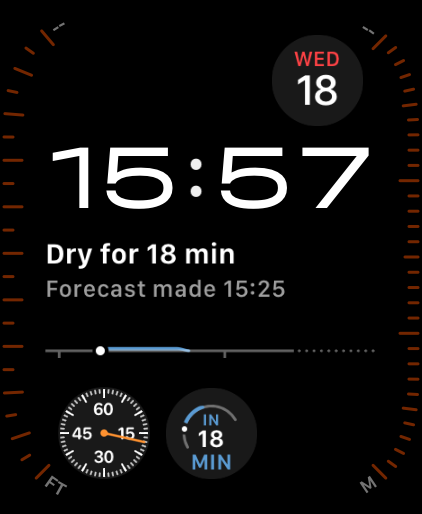 --
--
WED
18
15:57
Dry for 18 min
Forecast made 15:25
60
45 15
30
IN
18
MIN
FT
M